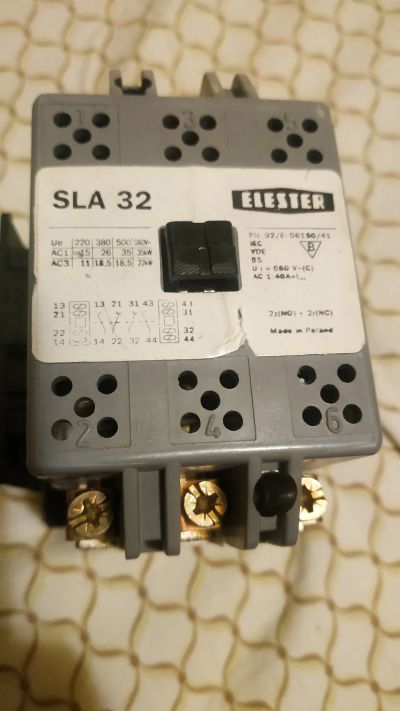 1 3 5
SLA 32 ELESTER
Ue 220 380 500 660V~
AC1 15 26 35 35kW
AC3 11 18,5 18,5 22kW
PN-92/E-06150/41
IEC
VDE B
BS
Ui = 660 V~(C)
AC 1 40A=I
13 13 21 31 43 41
21 31
22 32
14 14 22 32 44 44
2z(NO) + 2r(NC)
Made in Poland
2 4 6